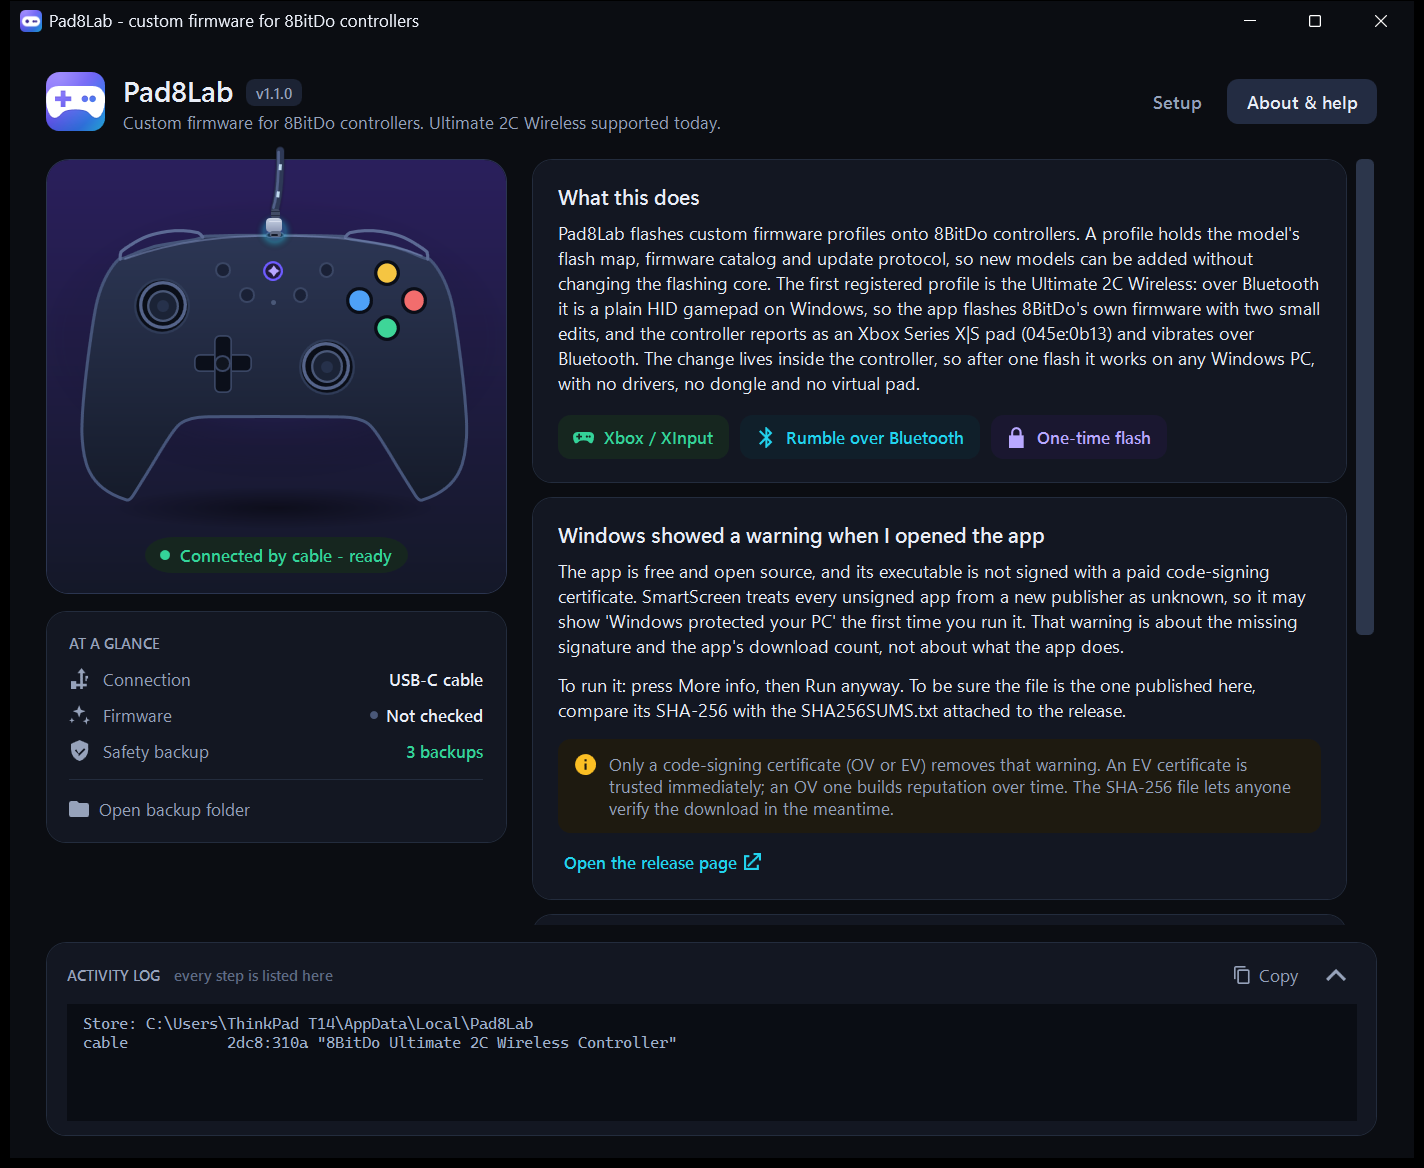 Pad8Lab - custom firmware for 8BitDo controllers
Pad8Lab v1.1.0
Custom firmware for 8BitDo controllers. Ultimate 2C Wireless supported today.
Setup
About & help
Connected by cable - ready
AT A GLANCE
Connection USB-C cable
Firmware Not checked
Safety backup 3 backups
Open backup folder
What this does
Pad8Lab flashes custom firmware profiles onto 8BitDo controllers. A profile holds the model's
flash map, firmware catalog and update protocol, so new models can be added without
changing the flashing core. The first registered profile is the Ultimate 2C Wireless: over Bluetooth
it is a plain HID gamepad on Windows, so the app flashes 8BitDo's own firmware with two small
edits, and the controller reports as an Xbox Series X|S pad (045e:0b13) and vibrates over
Bluetooth. The change lives inside the controller, so after one flash it works on any Windows PC,
with no drivers, no dongle and no virtual pad.
Xbox / XInput
Rumble over Bluetooth
One-time flash
Windows showed a warning when I opened the app
The app is free and open source, and its executable is not signed with a paid code-signing
certificate. SmartScreen treats every unsigned app from a new publisher as unknown, so it may
show 'Windows protected your PC' the first time you run it. That warning is about the missing
signature and the app's download count, not about what the app does.
To run it: press More info, then Run anyway. To be sure the file is the one published here,
compare its SHA-256 with the SHA256SUMS.txt attached to the release.
Only a code-signing certificate (OV or EV) removes that warning. An EV certificate is
trusted immediately; an OV one builds reputation over time. The SHA-256 file lets anyone
verify the download in the meantime.
Open the release page
ACTIVITY LOG every step is listed here
Copy
Store: C:\Users\ThinkPad T14\AppData\Local\Pad8Lab
cable 2dc8:310a "8BitDo Ultimate 2C Wireless Controller"